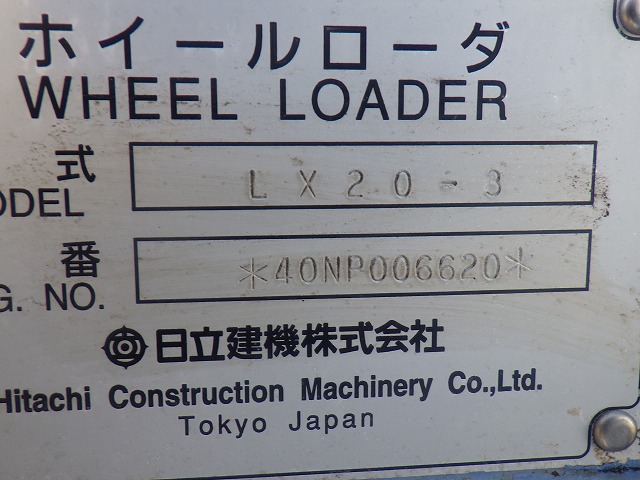 ホイールローダ
WHEEL LOADER
式 LX20-3
ODEL
番 *40NP006620*
G. NO.
日立建機株式会社
Hitachi Construction Machinery Co.,Ltd.
Tokyo Japan